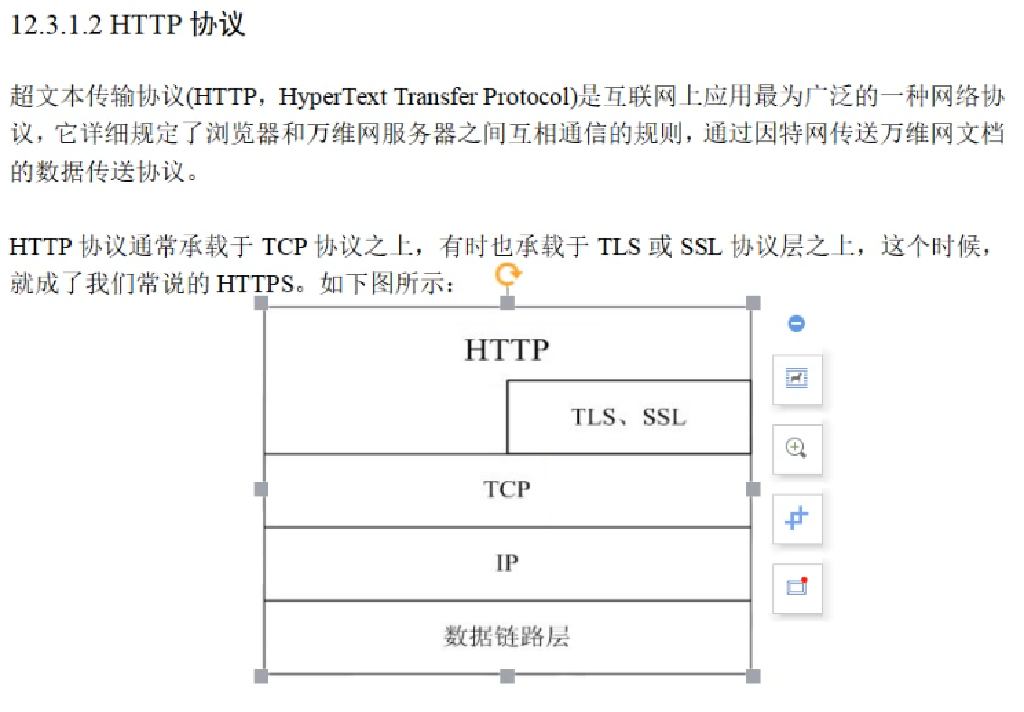 12.3.1.2 HTTP 协议
超文本传输协议(HTTP，HyperText Transfer Protocol)是互联网上应用最为广泛的一种网络协
议，它详细规定了浏览器和万维网服务器之间互相通信的规则，通过因特网传送万维网文档
的数据传送协议。
HTTP 协议通常承载于 TCP 协议之上，有时也承载于 TLS 或 SSL 协议层之上，这个时候，
就成了我们常说的 HTTPS。如下图所示：
HTTP
TLS、SSL
TCP
IP
数据链路层